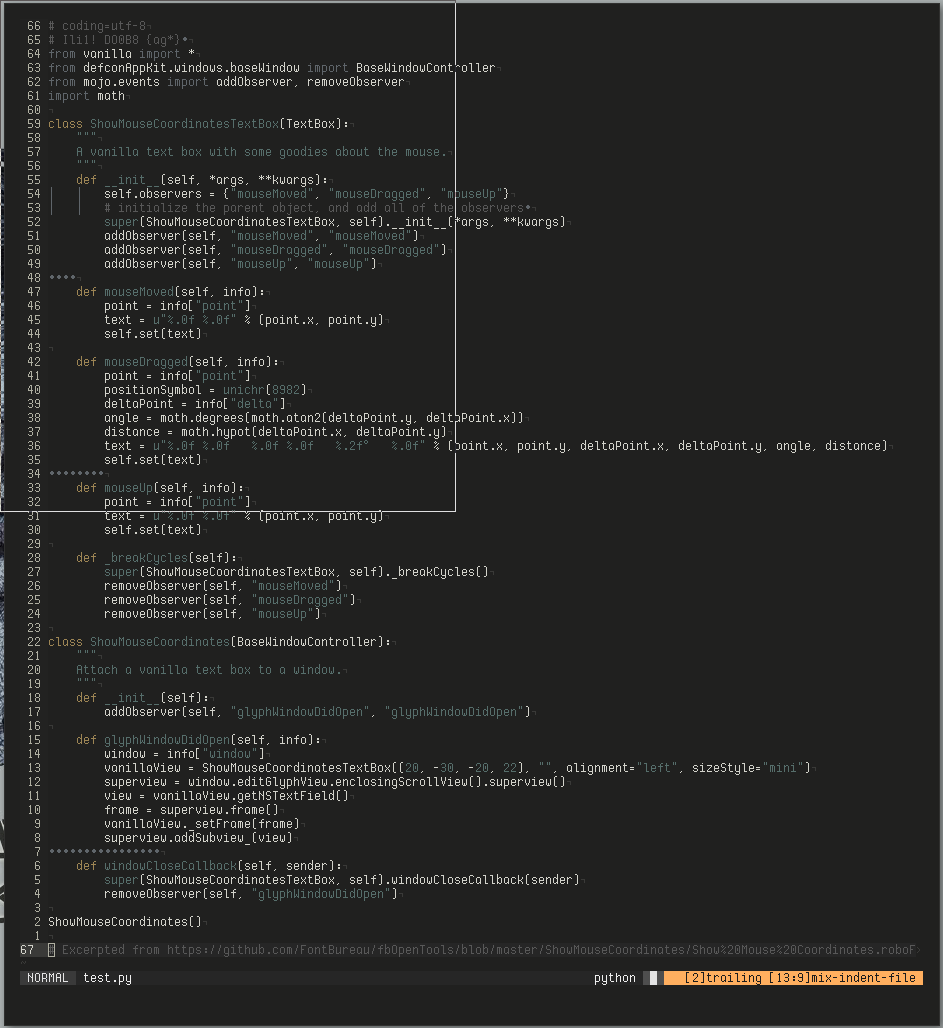 66 # coding=utf-8
65 # Ili1! DO0B8 {ag*}
64 from vanilla import *
63 from defconAppKit.windows.baseWindow import BaseWindowController
62 from mojo.events import addObserver, removeObserver
61 import math
60
59 class ShowMouseCoordinatesTextBox(TextBox):
58     """
57     A vanilla text box with some goodies about the mouse.
56     """
55     def __init__(self, *args, **kwargs):
54         self.observers = {"mouseMoved", "mouseDragged", "mouseUp"}
53         # initialize the parent object, and add all of the observers
52         super(ShowMouseCoordinatesTextBox, self).__init__(*args, **kwargs)
51         addObserver(self, "mouseMoved", "mouseMoved")
50         addObserver(self, "mouseDragged", "mouseDragged")
49         addObserver(self, "mouseUp", "mouseUp")
48
47     def mouseMoved(self, info):
46         point = info["point"]
45         text = u"%.0f %.0f" % (point.x, point.y)
44         self.set(text)
43
42     def mouseDragged(self, info):
41         point = info["point"]
40         positionSymbol = unichr(8982)
39         deltaPoint = info["delta"]
38         angle = math.degrees(math.atan2(deltaPoint.y, deltaPoint.x))
37         distance = math.hypot(deltaPoint.x, deltaPoint.y)
36         text = u"%.0f %.0f   %.0f %.0f   %.2f°   %.0f" % (point.x, point.y, deltaPoint.x, deltaPoint.y, angle, distance)
35         self.set(text)
34
33     def mouseUp(self, info):
32         point = info["point"]
31         text = u"%.0f %.0f" % (point.x, point.y)
30         self.set(text)
29
28     def _breakCycles(self):
27         super(ShowMouseCoordinatesTextBox, self)._breakCycles()
26         removeObserver(self, "mouseMoved")
25         removeObserver(self, "mouseDragged")
24         removeObserver(self, "mouseUp")
23
22 class ShowMouseCoordinates(BaseWindowController):
21     """
20     Attach a vanilla text box to a window.
19     """
18     def __init__(self):
17         addObserver(self, "glyphWindowDidOpen", "glyphWindowDidOpen")
16
15     def glyphWindowDidOpen(self, info):
14         window = info["window"]
13         vanillaView = ShowMouseCoordinatesTextBox((20, -30, -20, 22), "", alignment="left", sizeStyle="mini")
12         superview = window.editGlyphView.enclosingScrollView().superview()
11         view = vanillaView.getNSTextField()
10         frame = superview.frame()
9         vanillaView._setFrame(frame)
8         superview.addSubview_(view)
7
6     def windowCloseCallback(self, sender):
5         super(ShowMouseCoordinatesTextBox, self).windowCloseCallback(sender)
4         removeObserver(self, "glyphWindowDidOpen")
3
2 ShowMouseCoordinates()
1
67 # Excerpted from https://github.com/FontBureau/fbOpenTools/blob/master/ShowMouseCoordinates/Show%20Mouse%20Coordinates.roboF
NORMAL test.py python [2]trailing [13:9]mix-indent-file